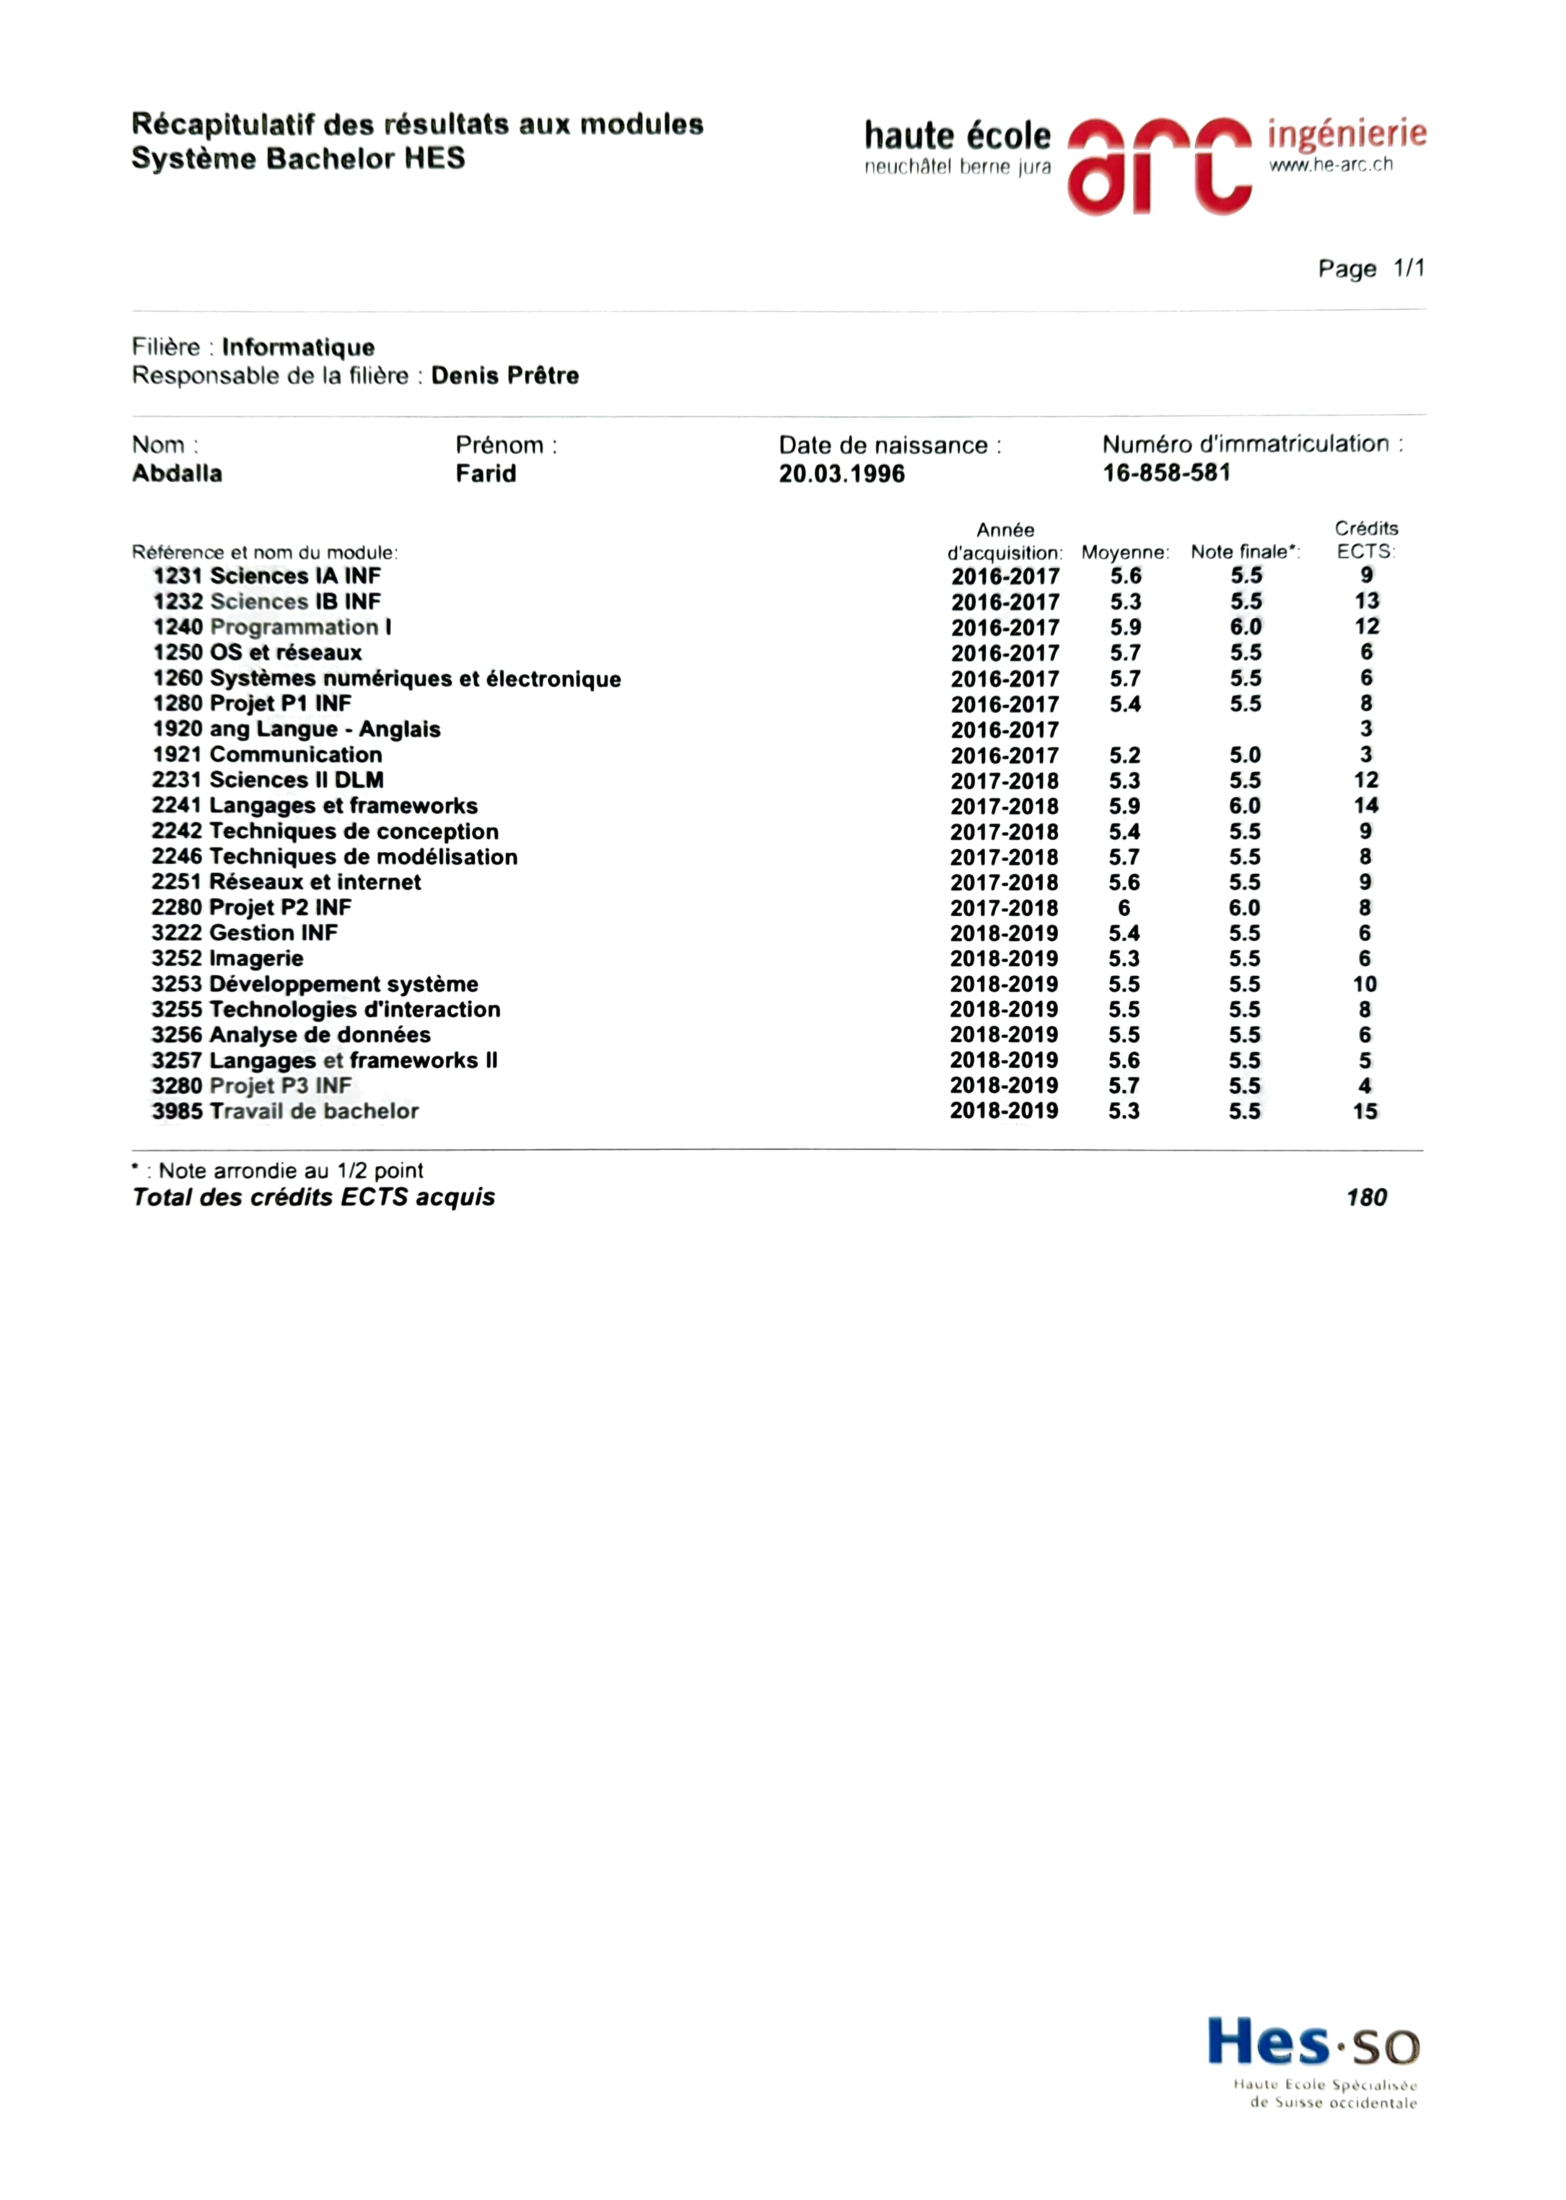 Récapitulatif des résultats aux modules
Système Bachelor HES
haute école arc ingénierie
neuchâtel berne jura www.he-arc.ch
Page 1/1
Filière : Informatique
Responsable de la filière : Denis Prêtre
Nom : Prénom : Date de naissance : Numéro d'immatriculation :
Abdalla Farid 20.03.1996 16-858-581
Année Crédits
Référence et nom du module: d'acquisition: Moyenne: Note finale*: ECTS:
1231 Sciences IA INF 2016-2017 5.6 5.5 9
1232 Sciences IB INF 2016-2017 5.3 5.5 13
1240 Programmation I 2016-2017 5.9 6.0 12
1250 OS et réseaux 2016-2017 5.7 5.5 6
1260 Systèmes numériques et électronique 2016-2017 5.7 5.5 6
1280 Projet P1 INF 2016-2017 5.4 5.5 8
1920 ang Langue - Anglais 2016-2017 3
1921 Communication 2016-2017 5.2 5.0 3
2231 Sciences II DLM 2017-2018 5.3 5.5 12
2241 Langages et frameworks 2017-2018 5.9 6.0 14
2242 Techniques de conception 2017-2018 5.4 5.5 9
2246 Techniques de modélisation 2017-2018 5.7 5.5 8
2251 Réseaux et internet 2017-2018 5.6 5.5 9
2280 Projet P2 INF 2017-2018 6 6.0 8
3222 Gestion INF 2018-2019 5.4 5.5 6
3252 Imagerie 2018-2019 5.3 5.5 6
3253 Développement système 2018-2019 5.5 5.5 10
3255 Technologies d'interaction 2018-2019 5.5 5.5 8
3256 Analyse de données 2018-2019 5.5 5.5 6
3257 Langages et frameworks II 2018-2019 5.6 5.5 5
3280 Projet P3 INF 2018-2019 5.7 5.5 4
3985 Travail de bachelor 2018-2019 5.3 5.5 15
* : Note arrondie au 1/2 point
Total des crédits ECTS acquis 180
Hes·so
Haute Ecole Spécialisée
de Suisse occidentale